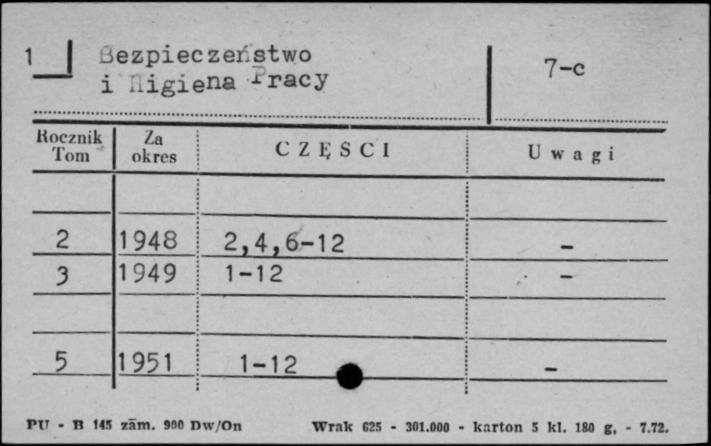 1 Bezpieczeństwo
i Higiena Pracy 7-c
Rocznik Tom Za okres CZĘSCI Uwagi
2 1948 2,4,6-12 -
3 1949 1-12 -
5 1951 1-12 -
PU - B 145 zām. 900 Dw/On Wrak 625 - 301.000 - karton 5 kl. 180 g, - 7.72.